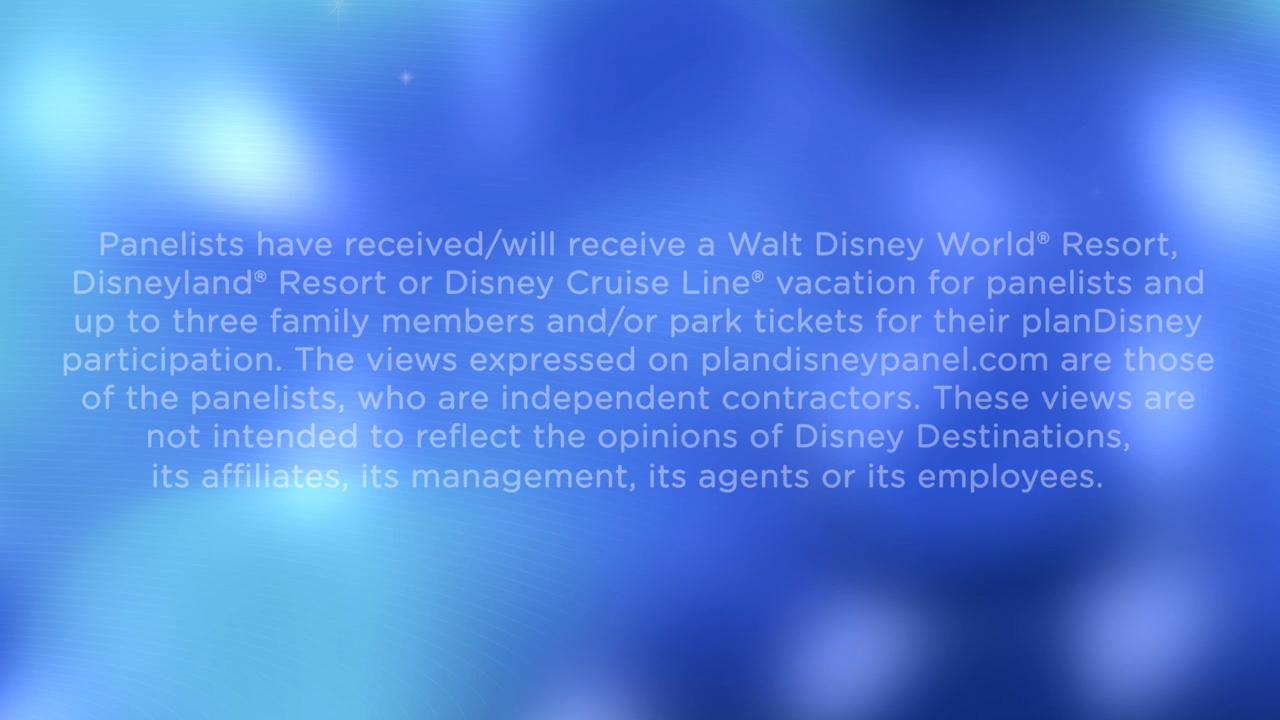 Panelists have received/will receive a Walt Disney World® Resort,
Disneyland® Resort or Disney Cruise Line® vacation for panelists and
up to three family members and/or park tickets for their planDisney
participation. The views expressed on plandisneypanel.com are those
of the panelists, who are independent contractors. These views are
not intended to reflect the opinions of Disney Destinations,
its affiliates, its management, its agents or its employees.